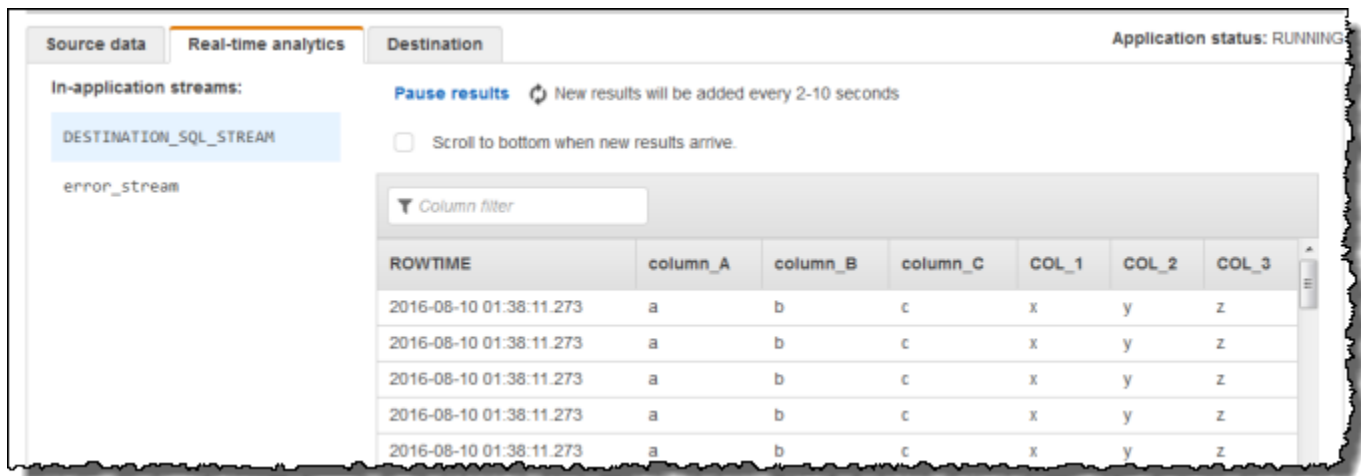 Source data Real-time analytics Destination Application status: RUNNING
In-application streams:
Pause results New results will be added every 2-10 seconds
DESTINATION_SQL_STREAM
Scroll to bottom when new results arrive.
error_stream
Column filter
ROWTIME column_A column_B column_C COL_1 COL_2 COL_3
2016-08-10 01:38:11.273 a b c x y z
2016-08-10 01:38:11.273 a b c x y z
2016-08-10 01:38:11.273 a b c x y z
2016-08-10 01:38:11.273 a b c x y z
2016-08-10 01:38:11.273 a b c x y z